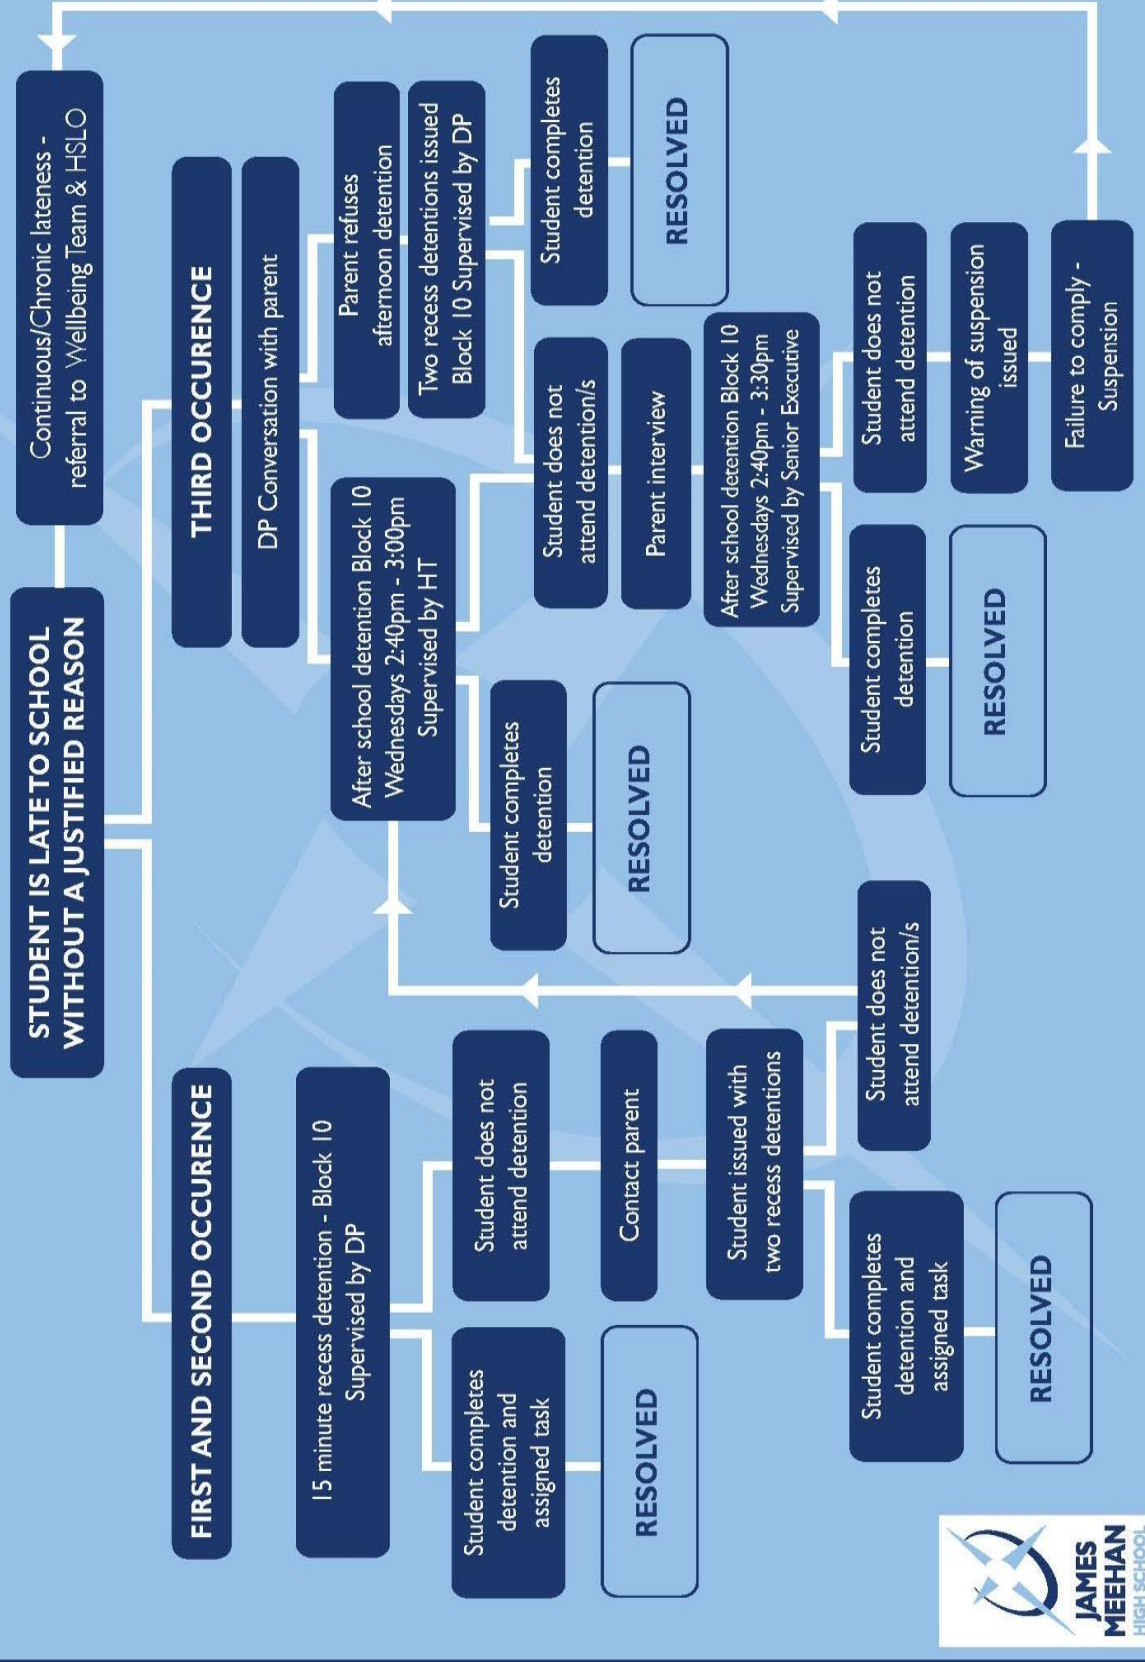 STUDENT IS LATE TO SCHOOL
WITHOUT A JUSTIFIED REASON
Continuous/Chronic lateness -
referral to Wellbeing Team & HSLO
FIRST AND SECOND OCCURENCE
15 minute recess detention - Block 10
Supervised by DP
Student completes
detention and
assigned task
RESOLVED
Student does not
attend detention
Contact parent
Student issued with
two recess detentions
Student completes
detention and
assigned task
RESOLVED
Student does not
attend detention/s
THIRD OCCURENCE
DP Conversation with parent
After school detention Block 10
Wednesdays 2:40pm - 3:00pm
Supervised by HT
Student completes
detention
RESOLVED
Parent refuses
afternoon detention
Two recess detentions issued
Block 10 Supervised by DP
Student does not
attend detention/s
Parent interview
After school detention Block 10
Wednesdays 2:40pm - 3:30pm
Supervised by Senior Executive
Student completes
detention
RESOLVED
Student completes
detention
RESOLVED
Student does not
attend detention
Warning of suspension
issued
Failure to comply -
Suspension
JAMES
MEEHAN
HIGH SCHOOL